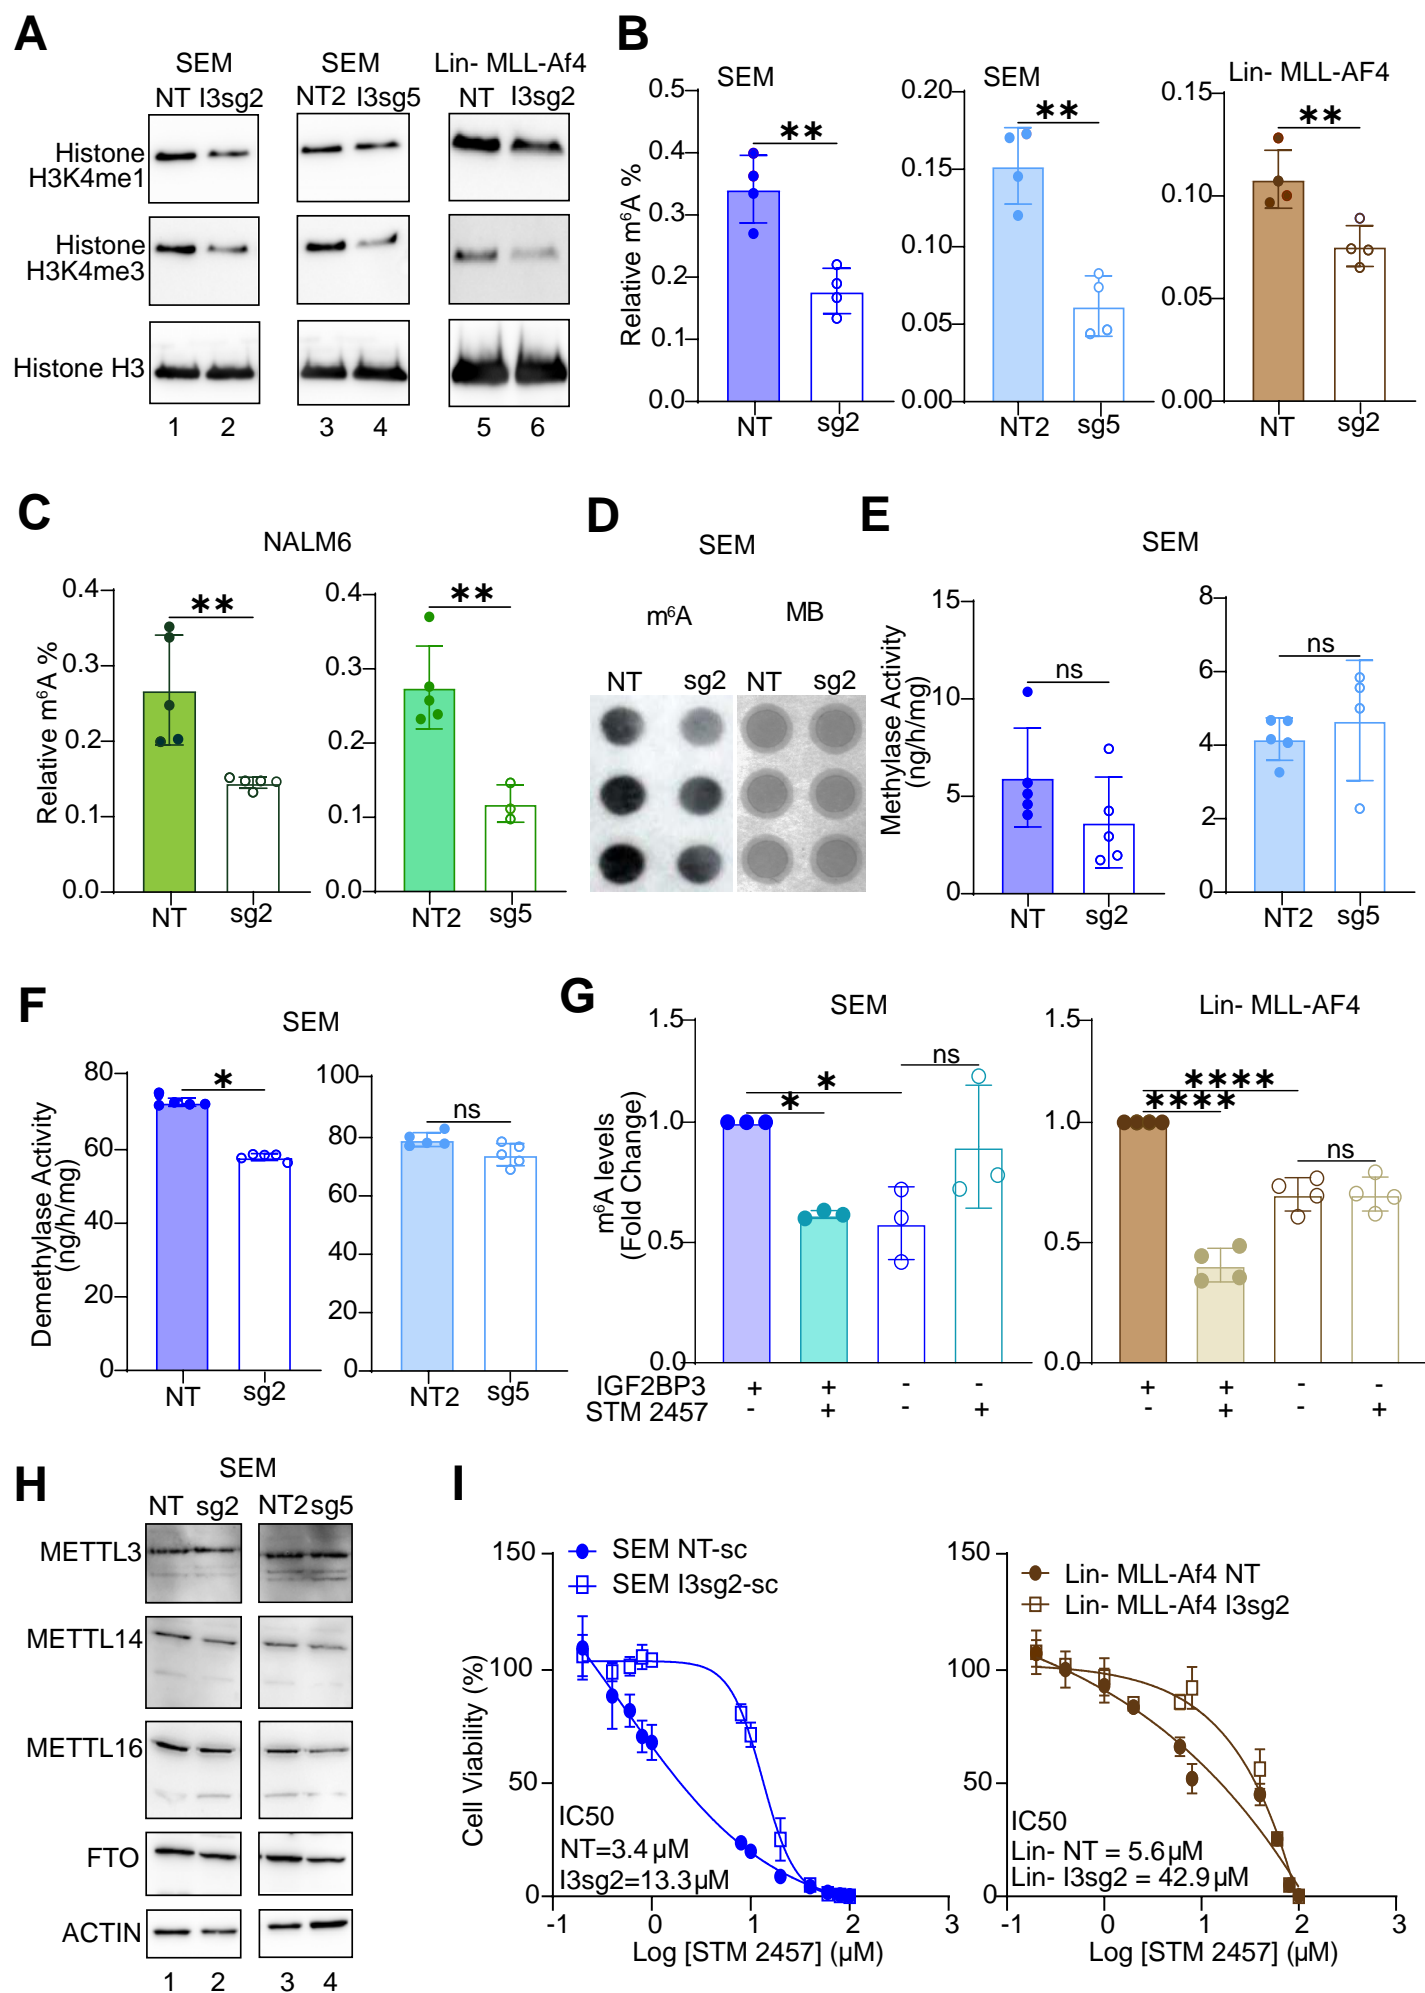 A
SEM
SEM
Lin- MLL-Af4
NT I3sg2
NT2 I3sg5
NT I3sg2
Histone
H3K4me1
Histone
H3K4me3
Histone H3
1 2
3 4
5 6
B
SEM
SEM
Lin- MLL-AF4
Relative m⁶A %
0.5
0.4
0.3
0.2
0.1
0.0
**
NT sg2
0.20
0.15
0.10
0.05
0.00
**
NT2 sg5
0.15
0.10
0.05
0.00
**
NT sg2
C
NALM6
Relative m⁶A %
0.4
0.3
0.2
0.1
0.0
**
NT sg2
0.4
0.3
0.2
0.1
0.0
**
NT2 sg5
D
SEM
m⁶A
MB
NT sg2 NT sg2
E
SEM
Methylase Activity
(ng/h/mg)
15
10
5
0
ns
NT sg2
8
6
4
2
0
ns
NT2 sg5
F
SEM
Demethylase Activity
(ng/h/mg)
80
60
40
20
0
*
NT sg2
100
80
60
40
20
0
ns
NT2 sg5
G
SEM
Lin- MLL-AF4
m⁶A levels
(Fold Change)
1.5
1.0
0.5
0.0
*
*
ns
1.5
1.0
0.5
0.0
****
****
ns
IGF2BP3 + + - - + + - -
STM 2457 - + - + - + - +
H
SEM
NT sg2 NT2 sg5
METTL3
METTL14
METTL16
FTO
ACTIN
1 2 3 4
I
Cell Viability (%)
150
100
50
0
SEM NT-sc
SEM I3sg2-sc
IC50
NT=3.4 µM
I3sg2=13.3µM
-1 0 1 2 3
Log [STM 2457] (µM)
150
100
50
0
Lin- MLL-Af4 NT
Lin- MLL-Af4 I3sg2
IC50
Lin- NT = 5.6µM
Lin- I3sg2 = 42.9 µM
-1 0 1 2 3
Log [STM 2457] (µM)